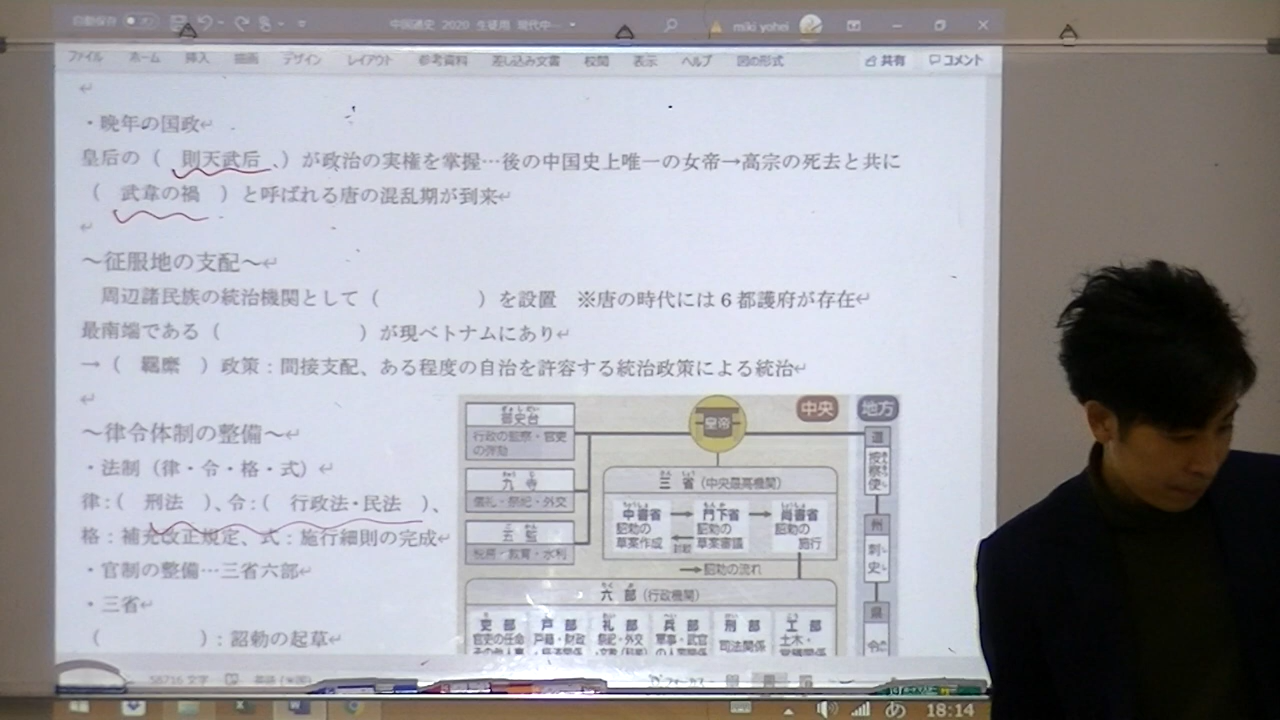 自動保存
中国通史 2020 生徒用 現代中…
miki yohei
ファイル ホーム 挿入 描画 デザイン レイアウト 参考資料 差し込み文書 校閲 表示 ヘルプ 図の形式 共有 コメント
・晩年の国政
皇后の（ 則天武后 ）が政治の実権を掌握…後の中国史上唯一の女帝→高宗の死去と共に
（ 武韋の禍 ）と呼ばれる唐の混乱期が到来
～征服地の支配～
周辺諸民族の統治機関として（ ）を設置 ※唐の時代には6都護府が存在
最南端である（ ）が現ベトナムにあり
→（ 羈縻 ）政策：間接支配、ある程度の自治を許容する統治政策による統治
～律令体制の整備～
・法制（律・令・格・式）
律：（ 刑法 ）、令：（ 行政法・民法 ）、
格：補充改正規定、式：施行細則の完成
・官制の整備…三省六部
・三省
（ ）：詔勅の起草
皇帝
中央
地方
御史台
行政の監察・官吏の弾劾
九寺
儀礼・祭祀・外交
五監
税府・教育・水利
三省（中央最高機関）
中書省 → 門下省 → 尚書省
詔勅の草案作成
詔勅の草案審議
詔勅の施行
封駁
→詔勅の流れ
六部（行政機関）
吏部 戸部 礼部 兵部 刑部 工部
官吏の任命
戸籍・財政
祭祀・外交
軍事・武官の人事関係
司法関係
土木・
道
按察使
州
刺史
県
令
58716 文字
18:14